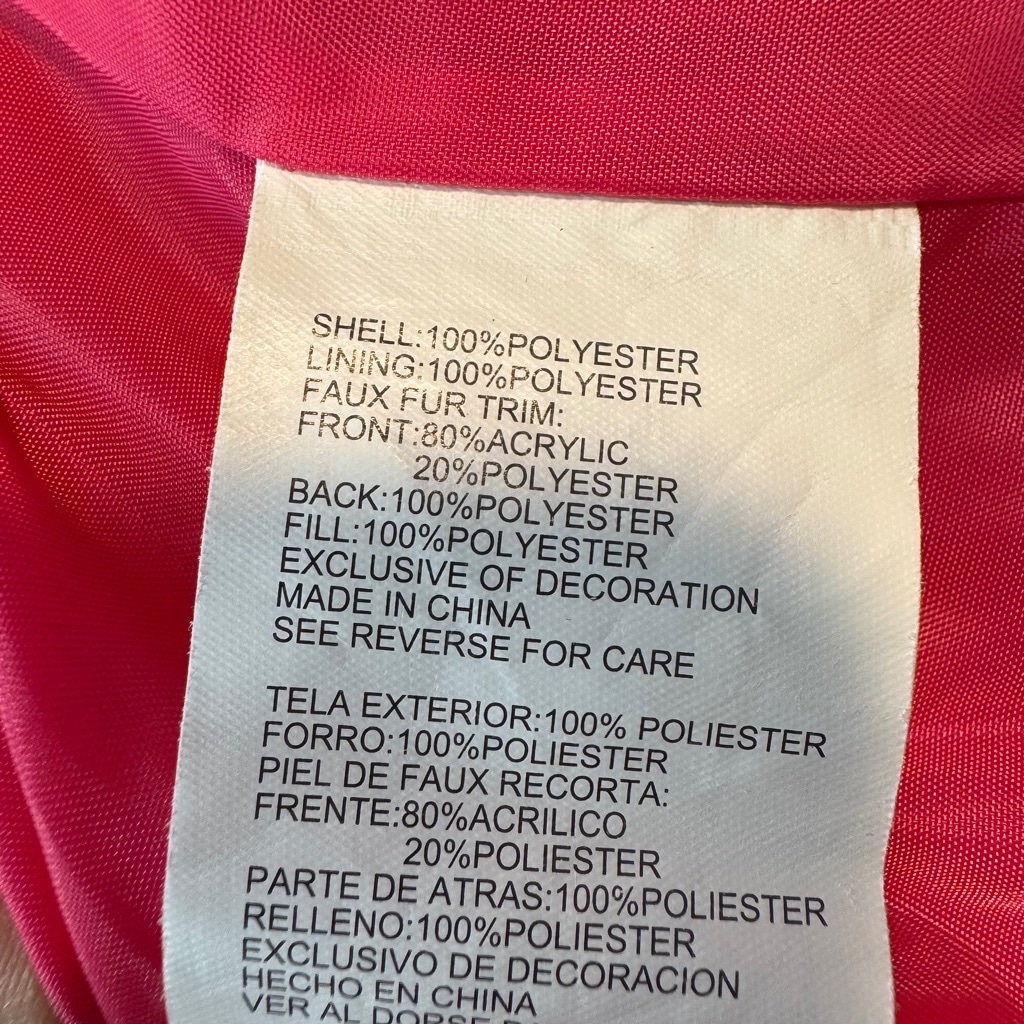 SHELL:100%POLYESTER
LINING:100%POLYESTER
FAUX FUR TRIM:
FRONT:80%ACRYLIC
20%POLYESTER
BACK:100%POLYESTER
FILL:100%POLYESTER
EXCLUSIVE OF DECORATION
MADE IN CHINA
SEE REVERSE FOR CARE
TELA EXTERIOR:100% POLIESTER
FORRO:100%POLIESTER
PIEL DE FAUX RECORTA:
FRENTE:80%ACRILICO
20%POLIESTER
PARTE DE ATRAS:100%POLIESTER
RELLENO:100%POLIESTER
EXCLUSIVO DE DECORACION
HECHO EN CHINA
VER AL DORSE